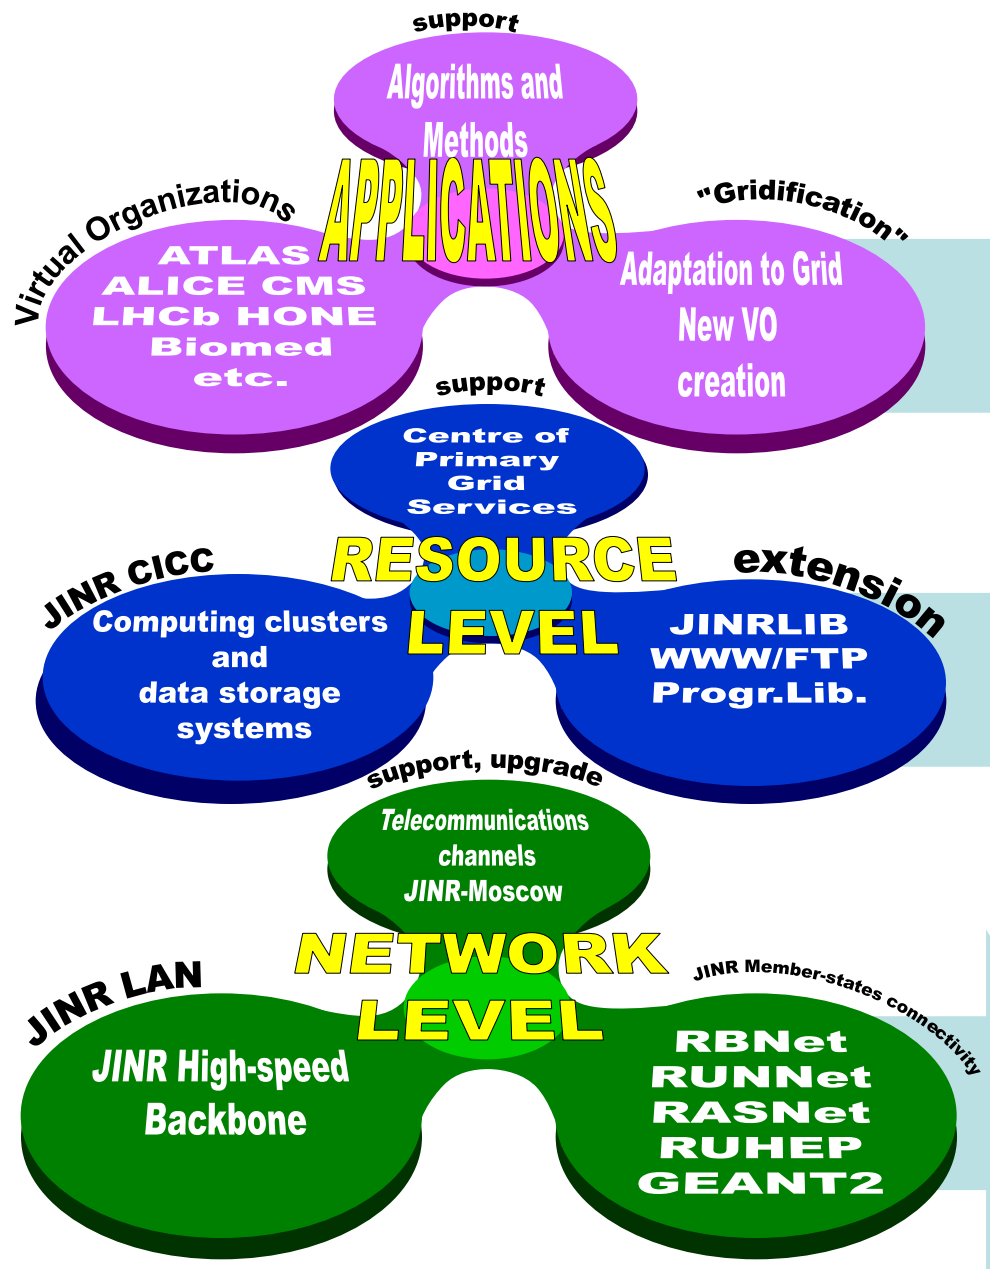 support
Algorithms and
Methods
APPLICATIONS
Virtual Organizations
ATLAS
ALICE CMS
LHCb HONE
Biomed
etc.
"Gridification"
Adaptation to Grid
New VO
creation
support
Centre of
Primary
Grid
Services
RESOURCE
LEVEL
JINR CICC
Computing clusters
and
data storage
systems
extension
JINRLIB
WWW/FTP
Progr.Lib.
support, upgrade
Telecommunications
channels
JINR-Moscow
NETWORK
LEVEL
JINR LAN
JINR High-speed
Backbone
JINR Member-states connectivity
RBNet
RUNNet
RASNet
RUHEP
GEANT2